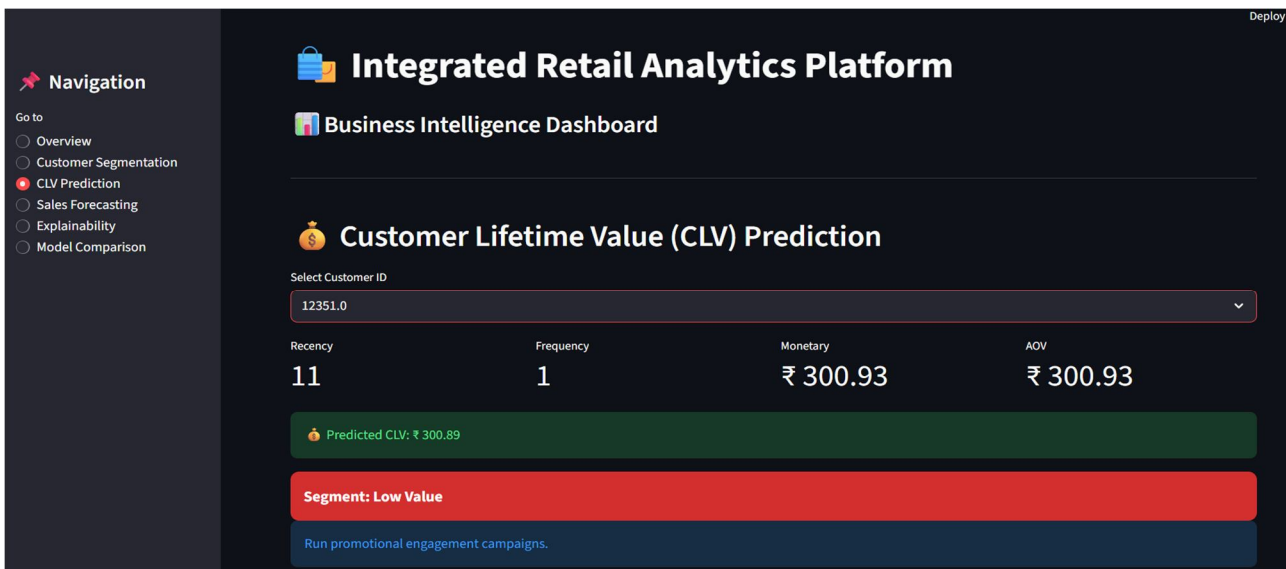 Deploy
Navigation
Go to
Overview
Customer Segmentation
CLV Prediction
Sales Forecasting
Explainability
Model Comparison
Integrated Retail Analytics Platform
Business Intelligence Dashboard
Customer Lifetime Value (CLV) Prediction
Select Customer ID
12351.0
Recency Frequency Monetary AOV
11 1 ₹ 300.93 ₹ 300.93
Predicted CLV: ₹ 300.89
Segment: Low Value
Run promotional engagement campaigns.